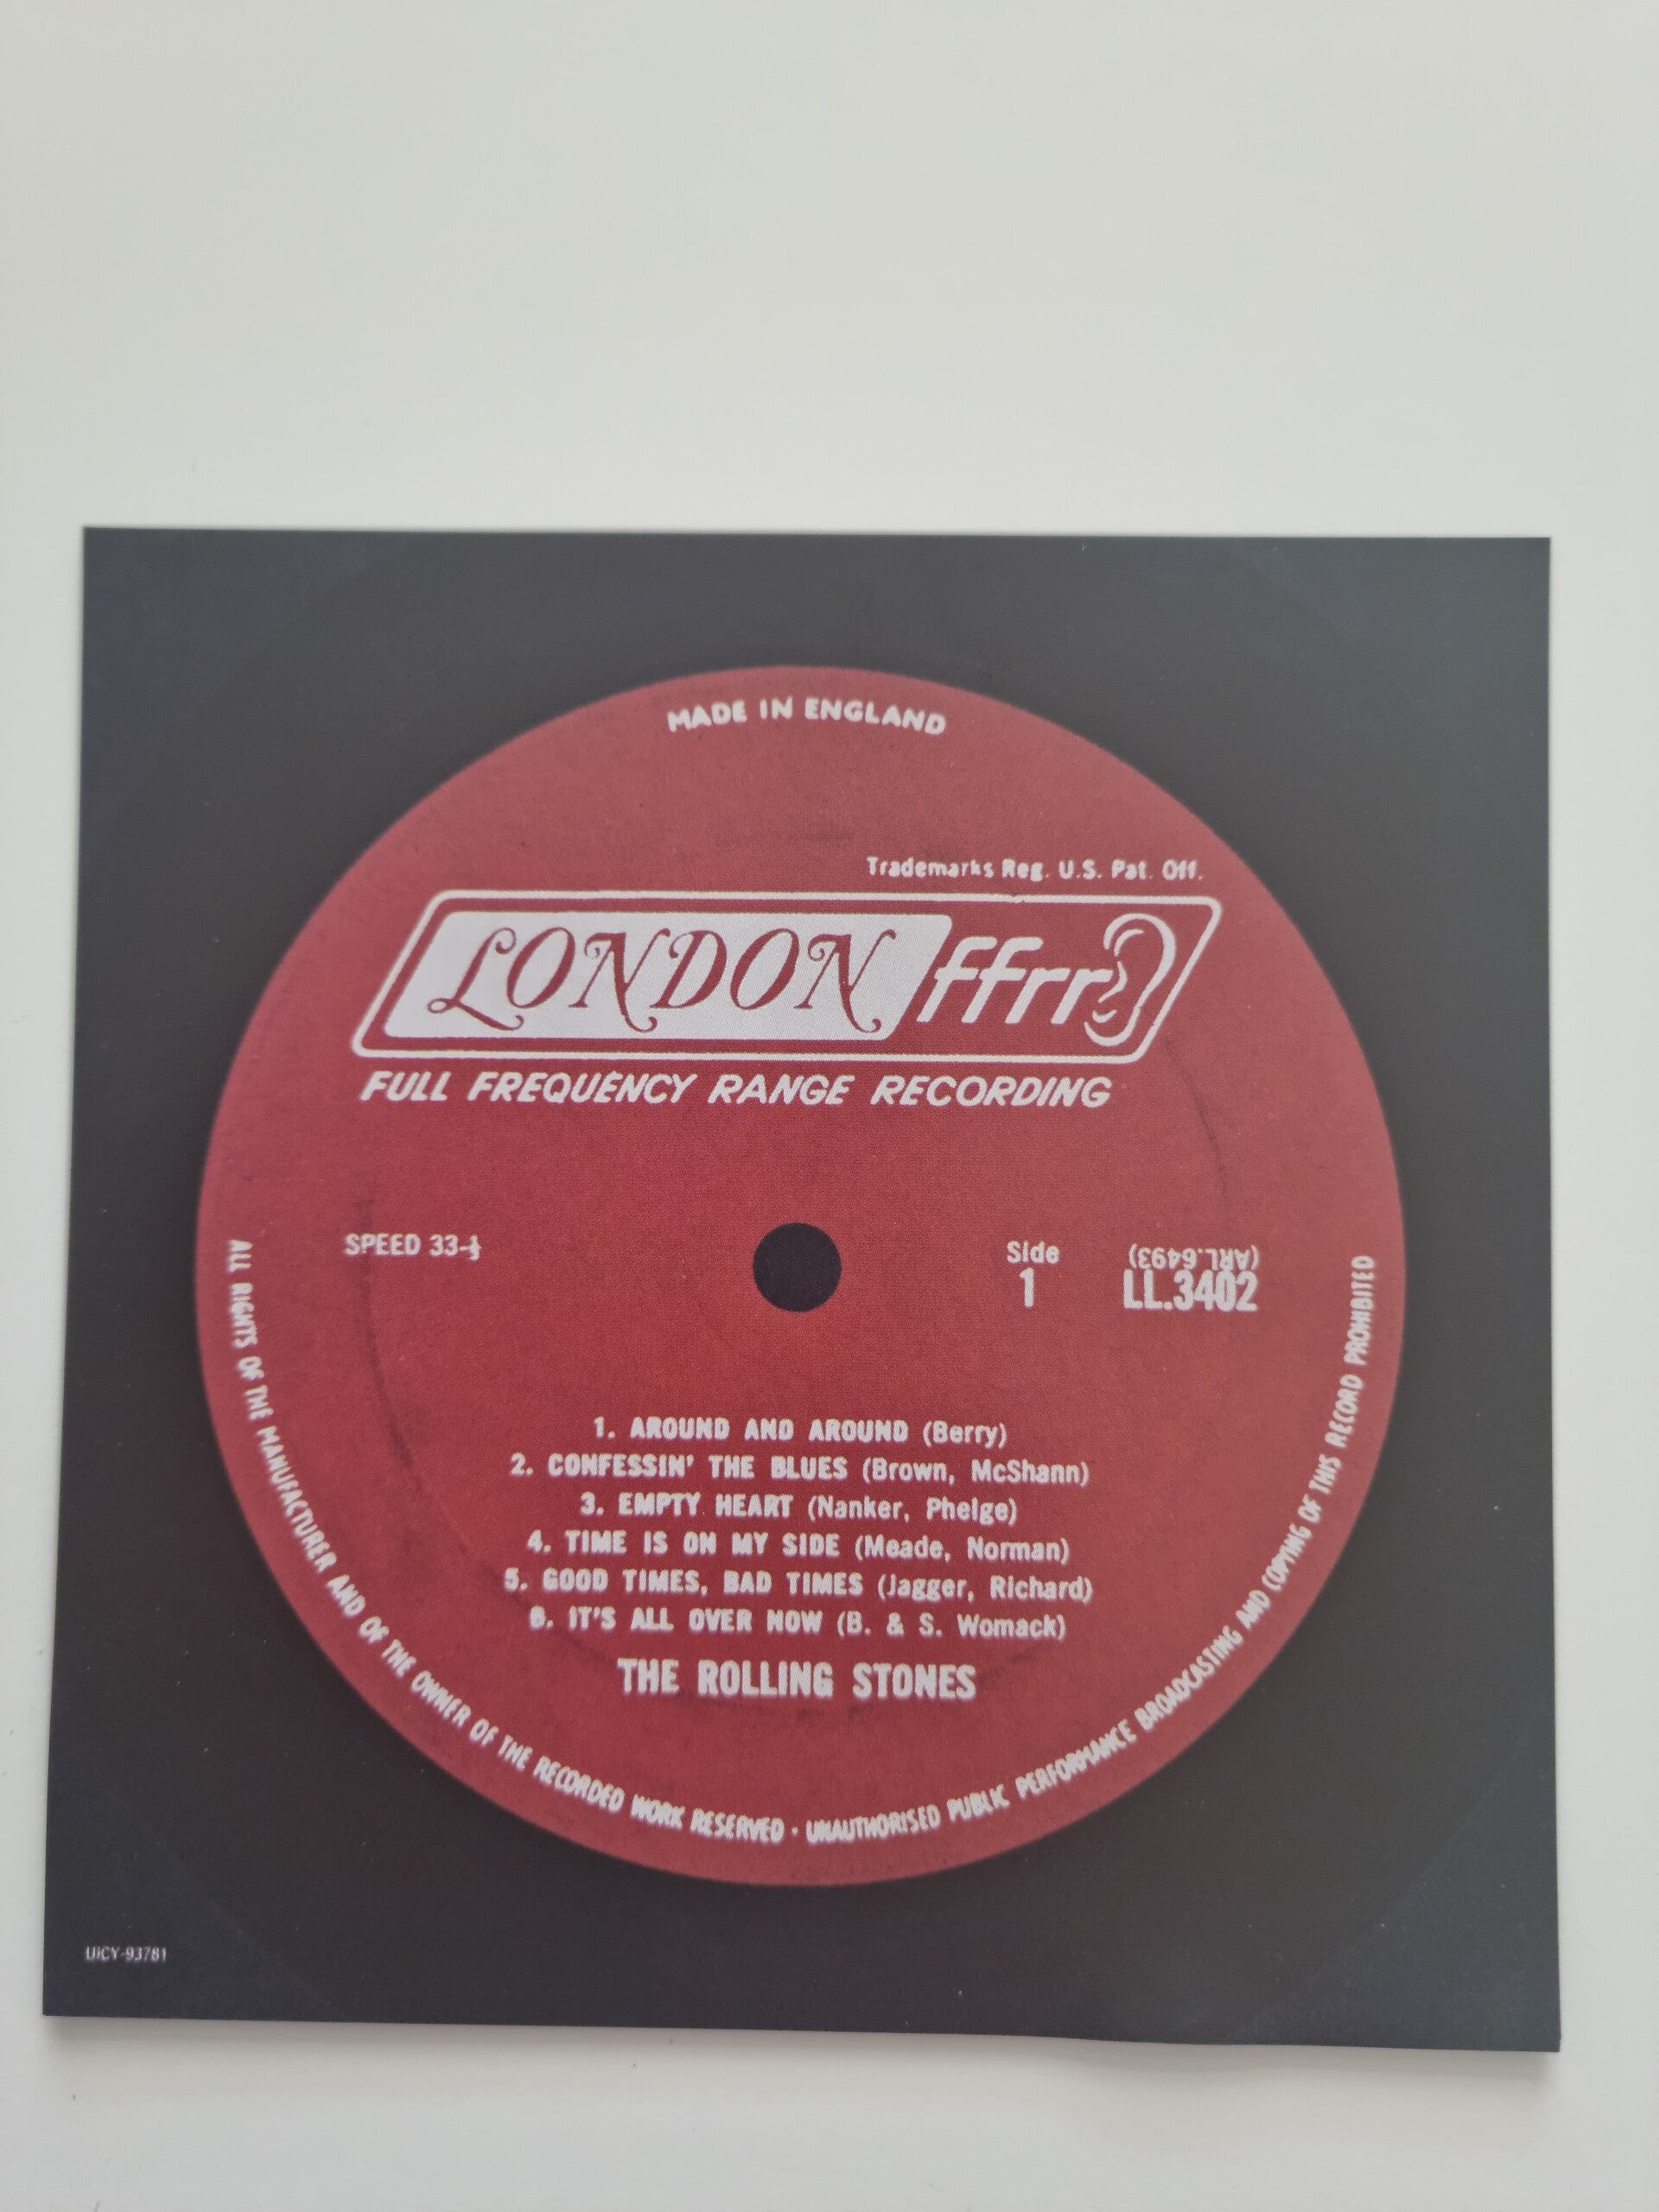 MADE IN ENGLAND
Trademarks Reg. U.S. Pat. Off.
LONDON ffrr
FULL FREQUENCY RANGE RECORDING
SPEED 33-⅓
Side
1
(ARL.6493)
LL.3402
1. AROUND AND AROUND (Berry)
2. CONFESSIN' THE BLUES (Brown, McShann)
3. EMPTY HEART (Nanker, Phelge)
4. TIME IS ON MY SIDE (Meade, Norman)
5. GOOD TIMES, BAD TIMES (Jagger, Richard)
6. IT'S ALL OVER NOW (B. & S. Womack)
THE ROLLING STONES
ALL RIGHTS OF THE MANUFACTURER AND OF THE OWNER OF THE RECORDED WORK RESERVED · UNAUTHORISED PUBLIC PERFORMANCE BROADCASTING AND COPYING OF THIS RECORD PROHIBITED
UICY-93781